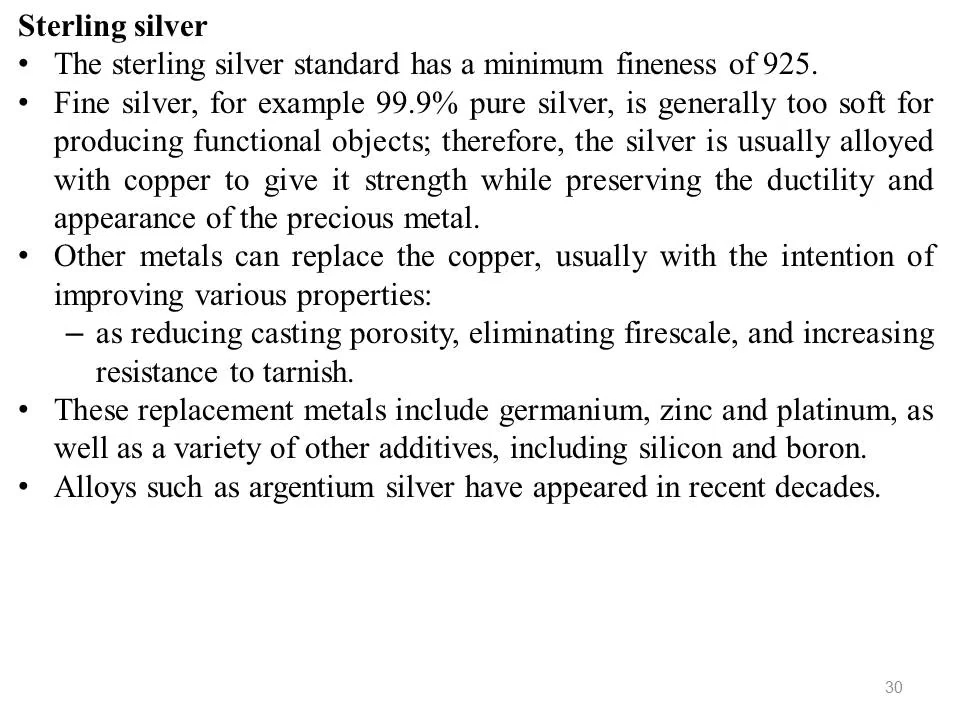 Sterling silver
• The sterling silver standard has a minimum fineness of 925.
• Fine silver, for example 99.9% pure silver, is generally too soft for
producing functional objects; therefore, the silver is usually alloyed
with copper to give it strength while preserving the ductility and
appearance of the precious metal.
• Other metals can replace the copper, usually with the intention of
improving various properties:
– as reducing casting porosity, eliminating firescale, and increasing
resistance to tarnish.
• These replacement metals include germanium, zinc and platinum, as
well as a variety of other additives, including silicon and boron.
• Alloys such as argentium silver have appeared in recent decades.
30